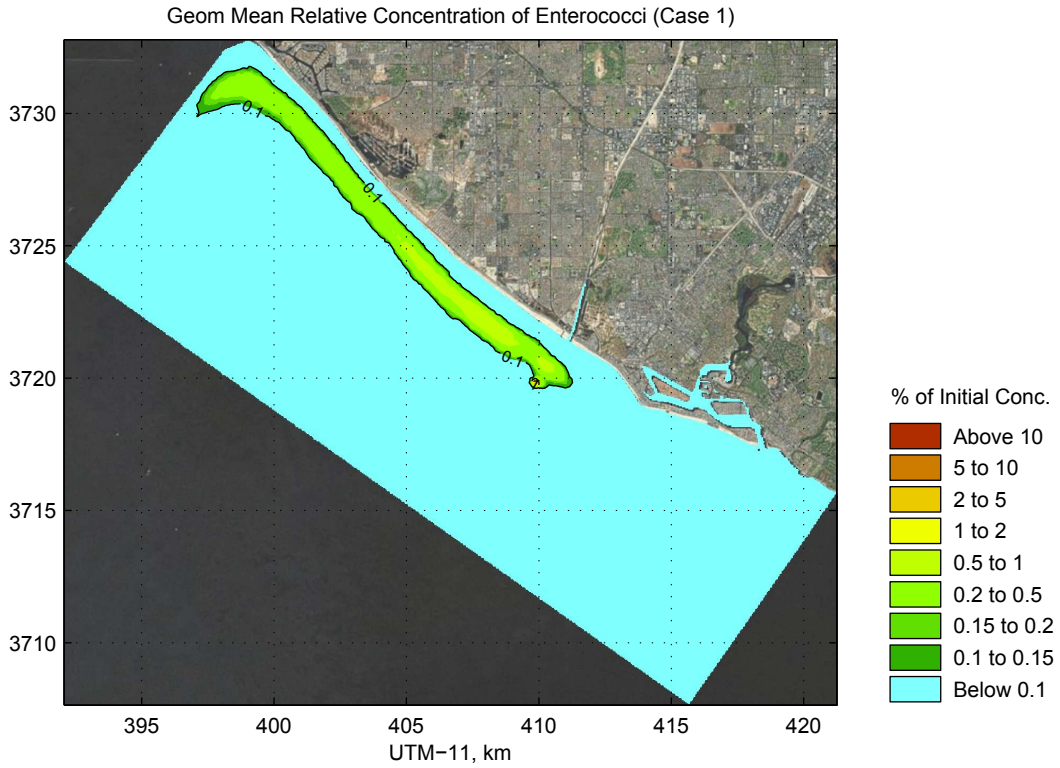 Geom Mean Relative Concentration of Enterococci (Case 1)
3730
3725
3720
3715
3710
0.1
0.1
0.1
395
400
405
410
415
420
UTM−11, km
% of Initial Conc.
Above 10
5 to 10
2 to 5
1 to 2
0.5 to 1
0.2 to 0.5
0.15 to 0.2
0.1 to 0.15
Below 0.1